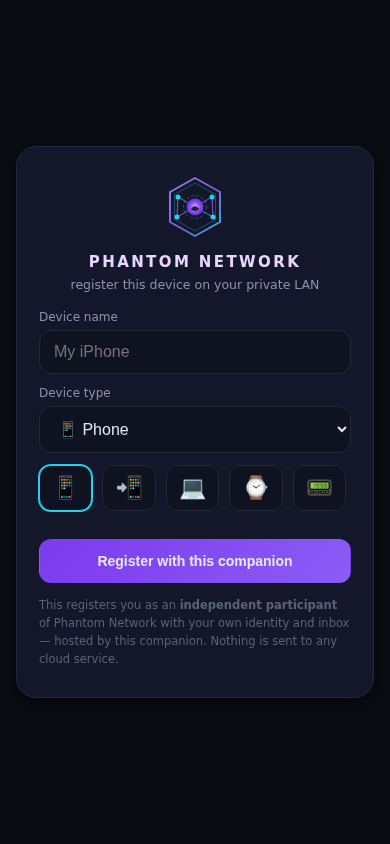 PHANTOM NETWORK
register this device on your private LAN
Device name
My iPhone
Device type
📱 Phone
Register with this companion
This registers you as an independent participant
of Phantom Network with your own identity and inbox
— hosted by this companion. Nothing is sent to any
cloud service.